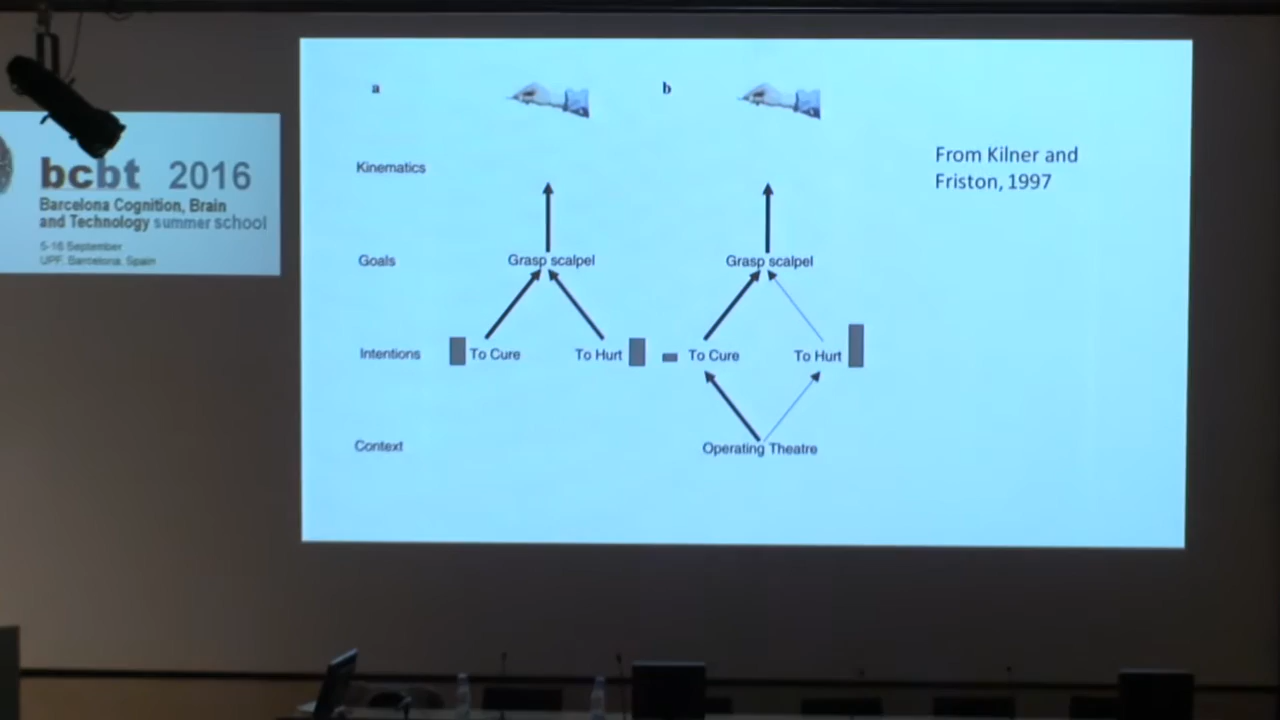 bcbt 2016
Barcelona Cognition, Brain
and Technology summer school
5-16 September
UPF, Barcelona, Spain
a
b
From Kilner and
Friston, 1997
Kinematics
Goals
Grasp scalpel
Grasp scalpel
Intentions
To Cure
To Hurt
To Cure
To Hurt
Context
Operating Theatre